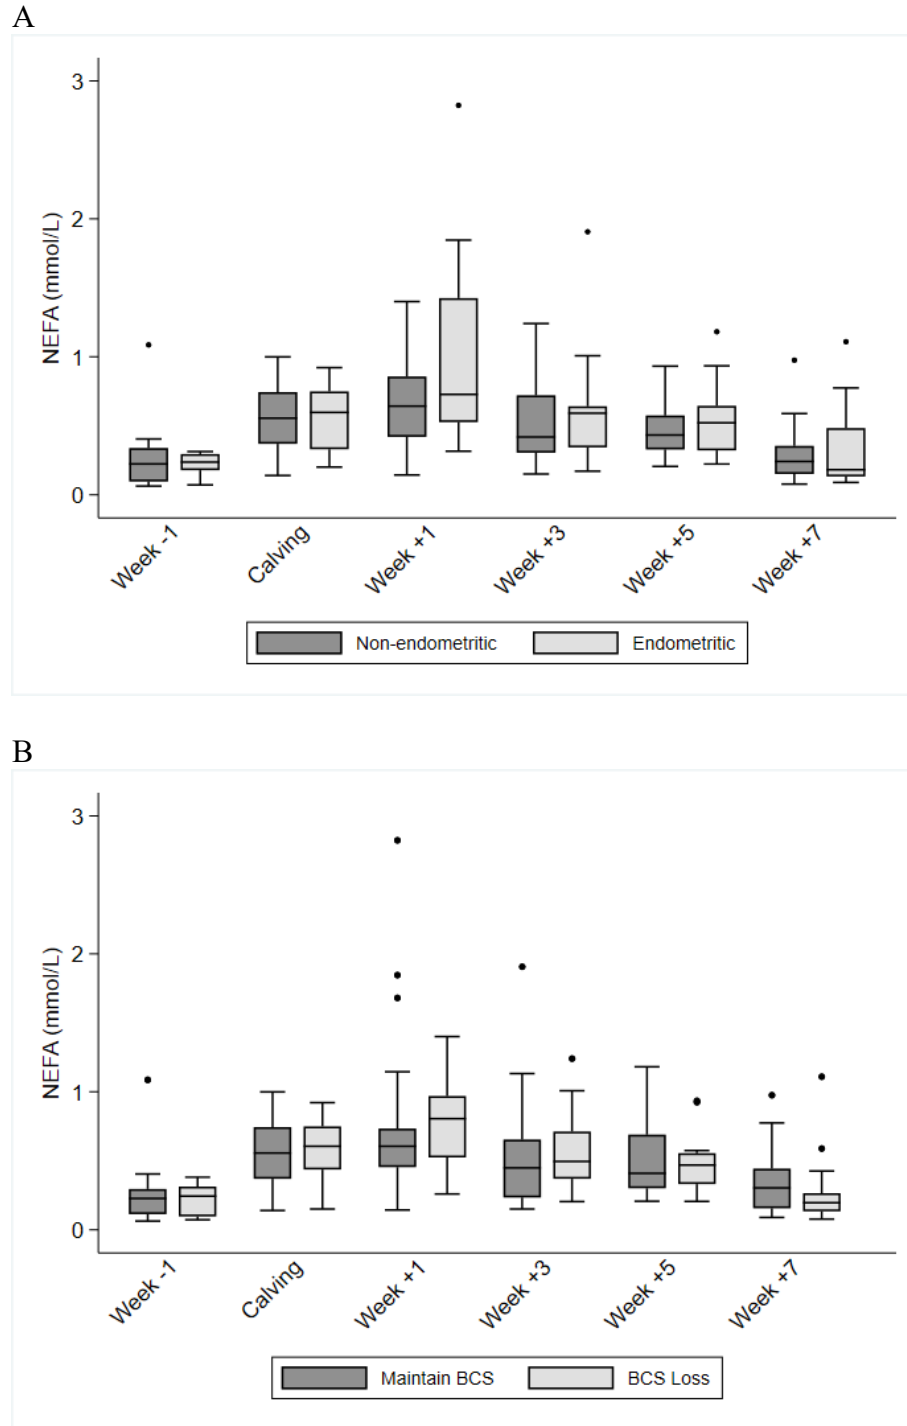 A
3
2
1
0
NEFA (mmol/L)
Week -1
Calving
Week +1
Week +3
Week +5
Week +7
Non-endometritic
Endometritic
B
3
2
1
0
NEFA (mmol/L)
Week -1
Calving
Week +1
Week +3
Week +5
Week +7
Maintain BCS
BCS Loss